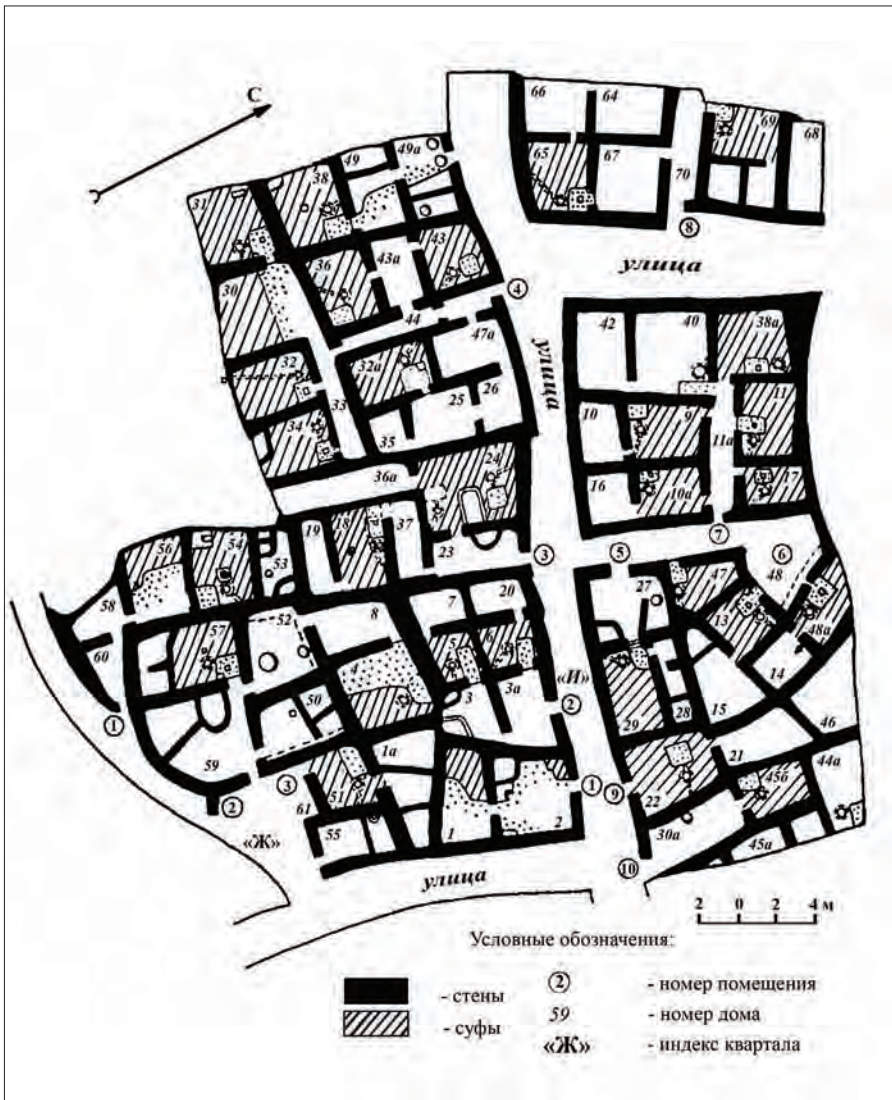 С
66 64 69 68
49 49а
38
31 65 67 70
⑧
43
36 43а
улица
30 ④
44 42 40 38а
47а
улица
32 32а
33 26 11
25 10 9
34 35 11а
24 16 10а 17
36а
⑦
19 18 37 ③ ⑤ ⑥
56 54 53 23 48
27 47
58 20
8 7 13 48а
57 52
60 5 6 14
4 «И»
① 3 3а ② 29 28 15 46
50
59 1а 21 44а
③ 51 ① ⑨ 45б
② 61 22
«Ж» 55 1 2 30а
45а
⑩
улица
2 0 2 4 м
Условные обозначения:
- стены ② - номер помещения
- суфы 59 - номер дома
«Ж» - индекс квартала